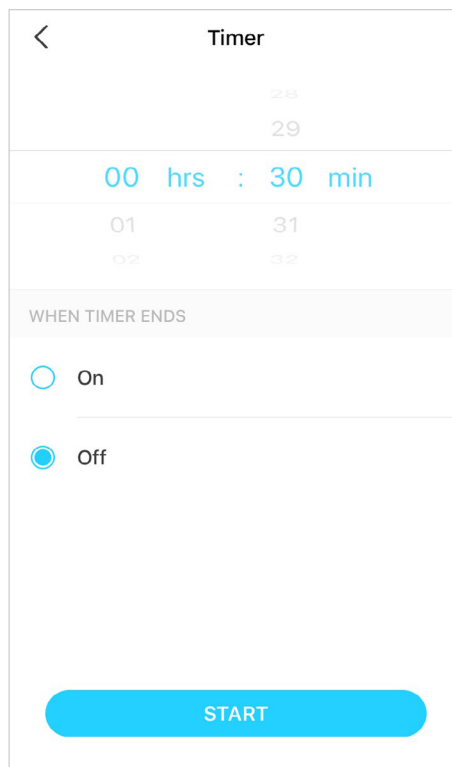 Timer
28
29
00 hrs : 30 min
01 31
02 32
WHEN TIMER ENDS
On
Off
START